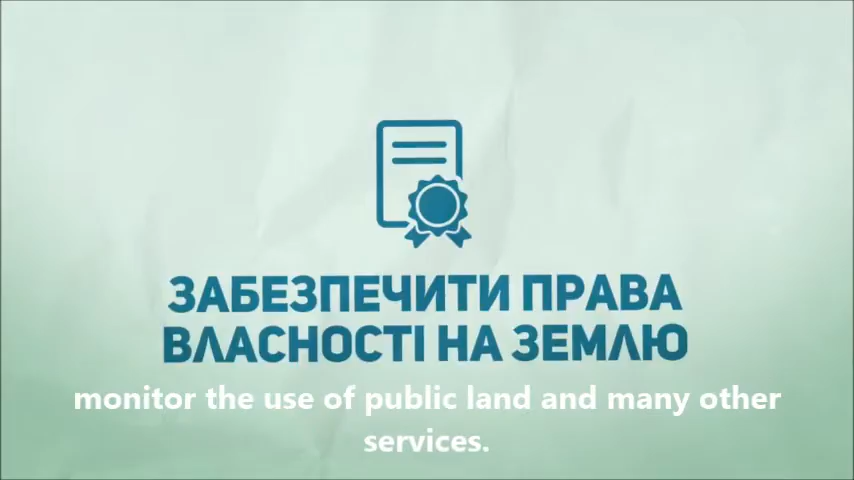 ЗАБЕЗПЕЧИТИ ПРАВА
ВЛАСНОСТІ НА ЗЕМЛЮ
monitor the use of public land and many other
services.